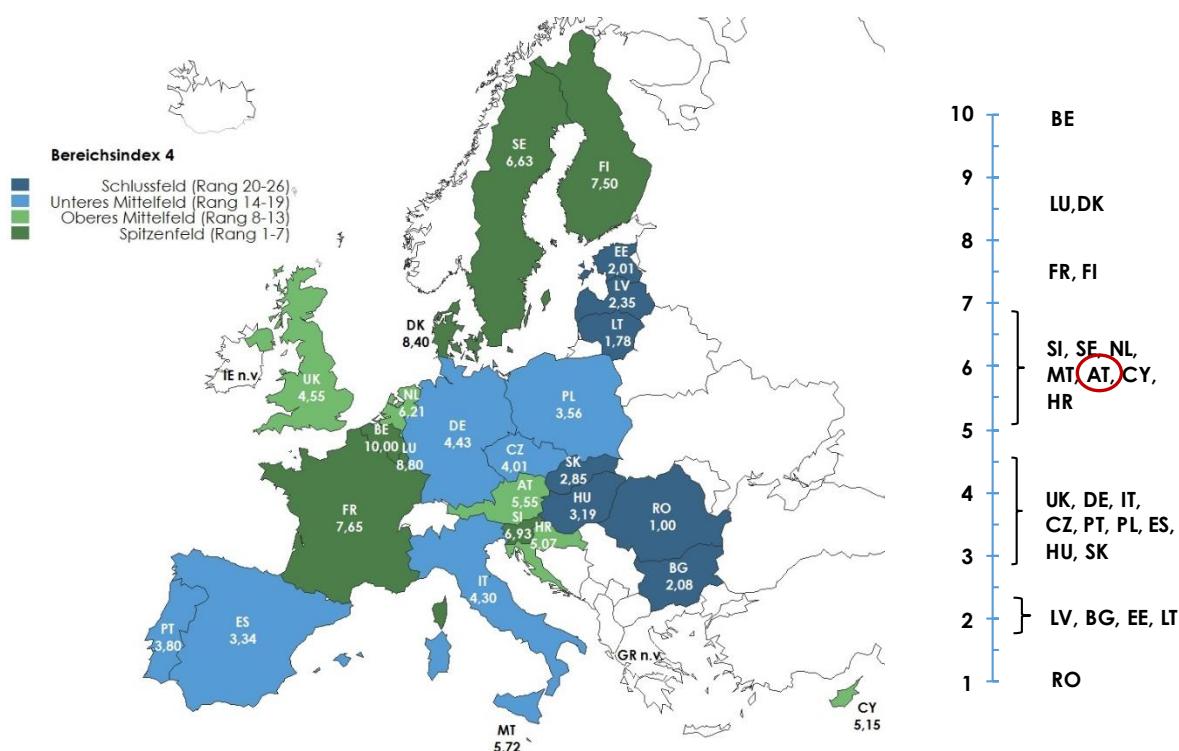 Bereichsindex 4
Schlussfeld (Rang 20-26)
Unteres Mittelfeld (Rang 14-19)
Oberes Mittelfeld (Rang 8-13)
Spitzenfeld (Rang 1-7)
SE
6,63
FI
7,50
EE
2,01
LV
2,35
LT
1,78
DK
8,40
IE n.v.
UK
4,55
NL
6,21
BE
10,00
LU
8,80
DE
4,43
PL
3,56
CZ
4,01
SK
2,85
AT
5,55
HU
3,19
RO
1,00
FR
7,65
SI
6,93
HR
5,07
BG
2,08
IT
4,30
PT
3,80
ES
3,34
GR n.v.
MT
5,72
CY
5,15
10 BE
9
LU,DK
8
FR, FI
7
SI, SE, NL,
6
MT, AT, CY,
HR
5
4
UK, DE, IT,
CZ, PT, PL, ES,
3
HU, SK
2 LV, BG, EE, LT
1 RO